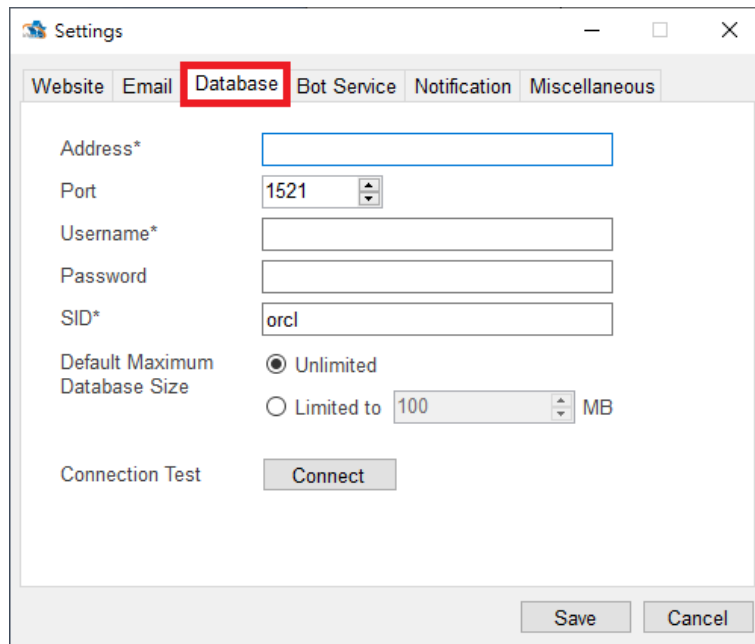 Settings
Website Email Database Bot Service Notification Miscellaneous
Address*
Port 1521
Username*
Password
SID* orcl
Default Maximum
Database Size
Unlimited
Limited to 100 MB
Connection Test Connect
Save Cancel